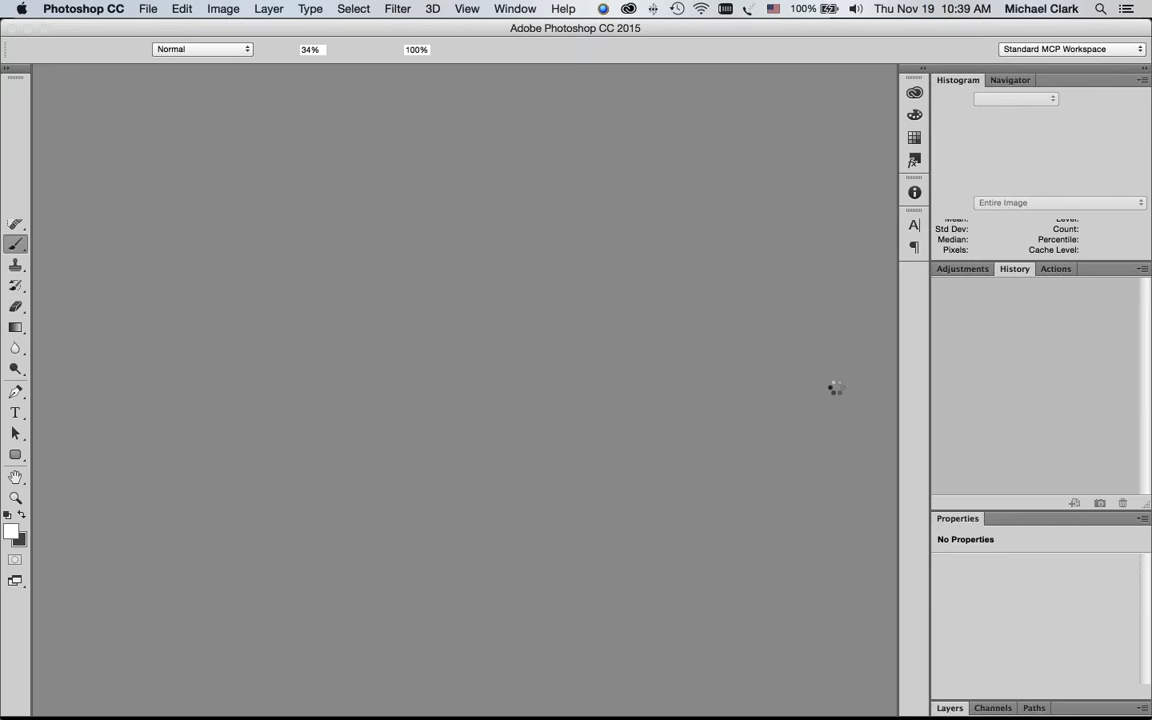 Photoshop CC File Edit Image Layer Type Select Filter 3D View Window Help 100% Thu Nov 19 10:39 AM Michael Clark
Adobe Photoshop CC 2015
Normal 34% 100% Standard MCP Workspace
Histogram Navigator
Entire Image
Mean: Level:
Std Dev: Count:
Median: Percentile:
Pixels: Cache Level:
Adjustments History Actions
Properties
No Properties
Layers Channels Paths